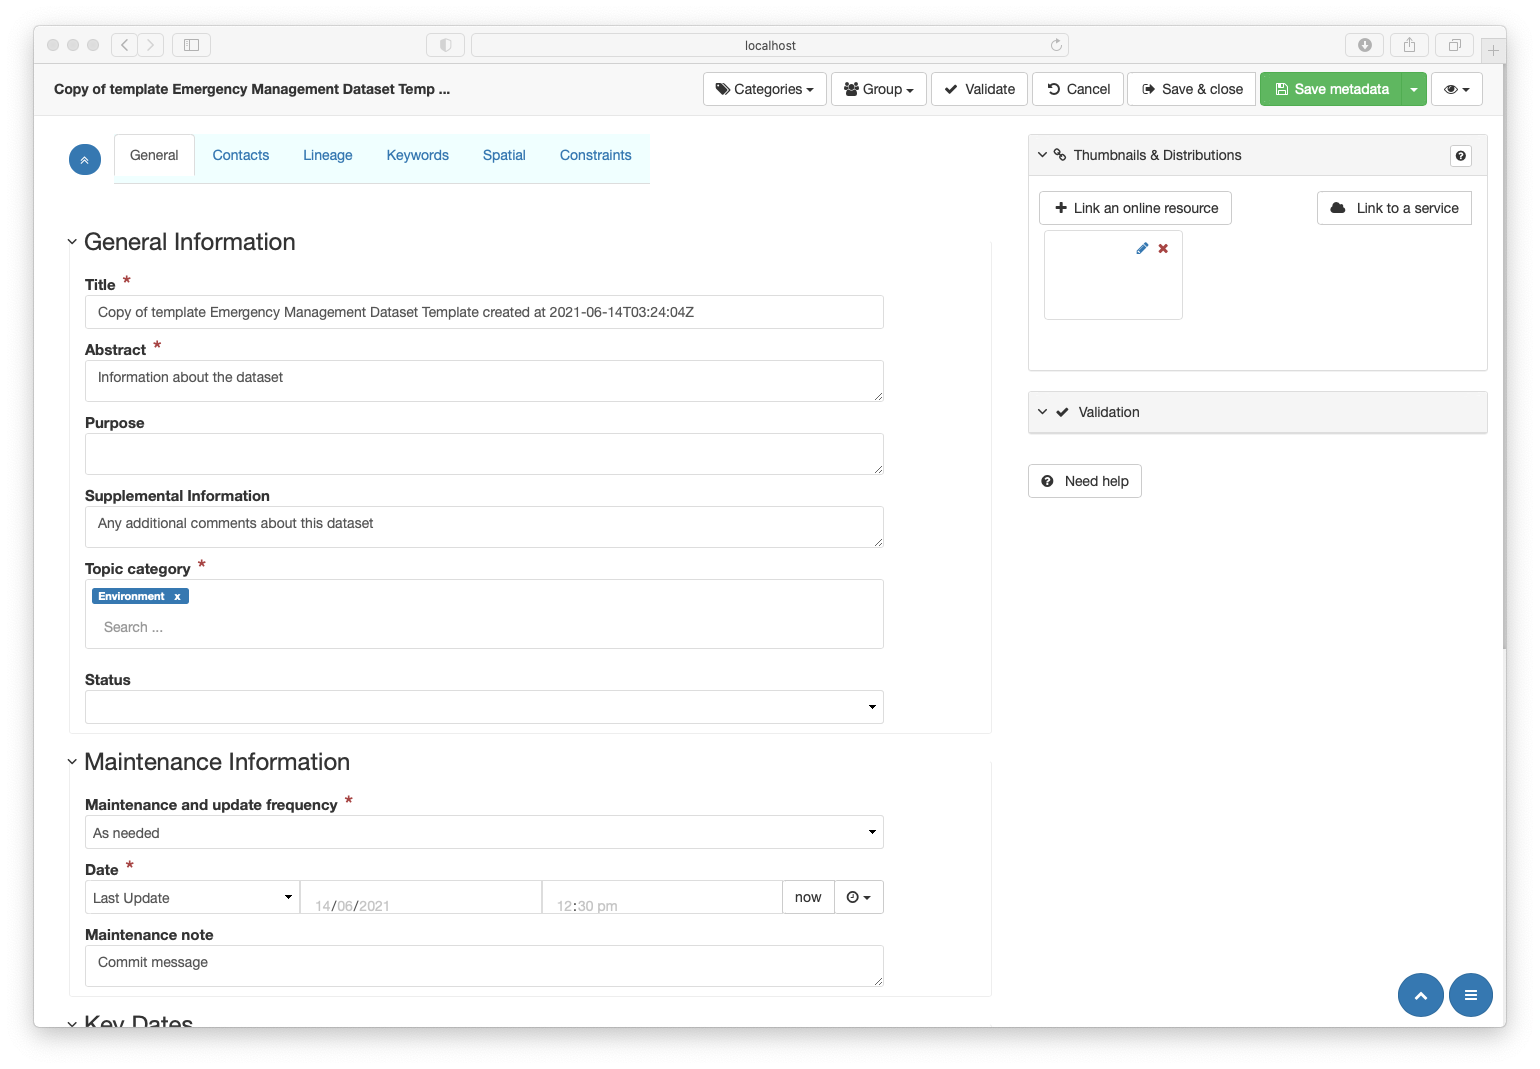 localhost
Copy of template Emergency Management Dataset Temp ...
Categories
Group
Validate
Cancel
Save & close
Save metadata
General
Contacts
Lineage
Keywords
Spatial
Constraints
Thumbnails & Distributions
Link an online resource
Link to a service
Validation
Need help
General Information
Title *
Copy of template Emergency Management Dataset Template created at 2021-06-14T03:24:04Z
Abstract *
Information about the dataset
Purpose
Supplemental Information
Any additional comments about this dataset
Topic category *
Environment x
Search ...
Status
Maintenance Information
Maintenance and update frequency *
As needed
Date *
Last Update
14/06/2021
12:30 pm
now
Maintenance note
Commit message
Key Dates